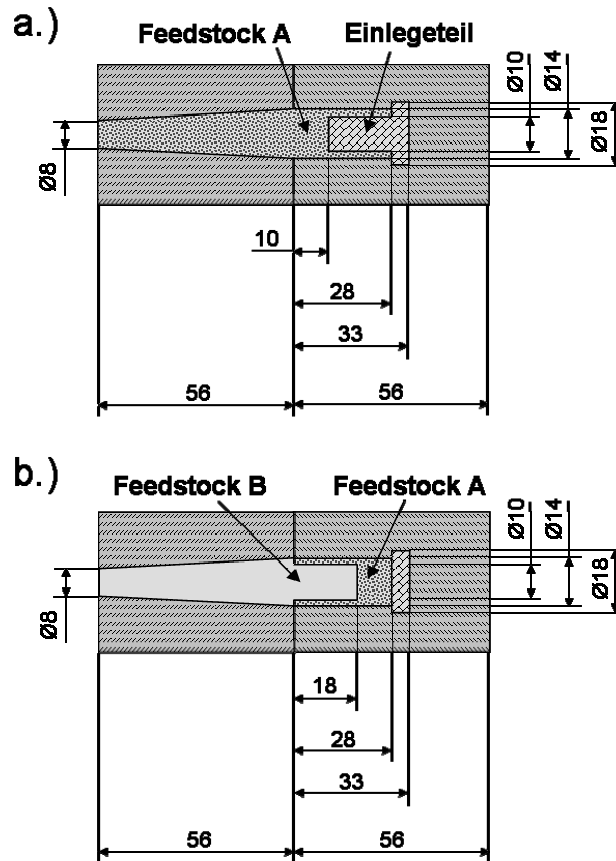 a.)
Feedstock A
Einlegeteil
Ø10
Ø14
Ø18
Ø8
10
28
33
56
56
b.)
Feedstock B
Feedstock A
Ø10
Ø14
Ø18
Ø8
18
28
33
56
56